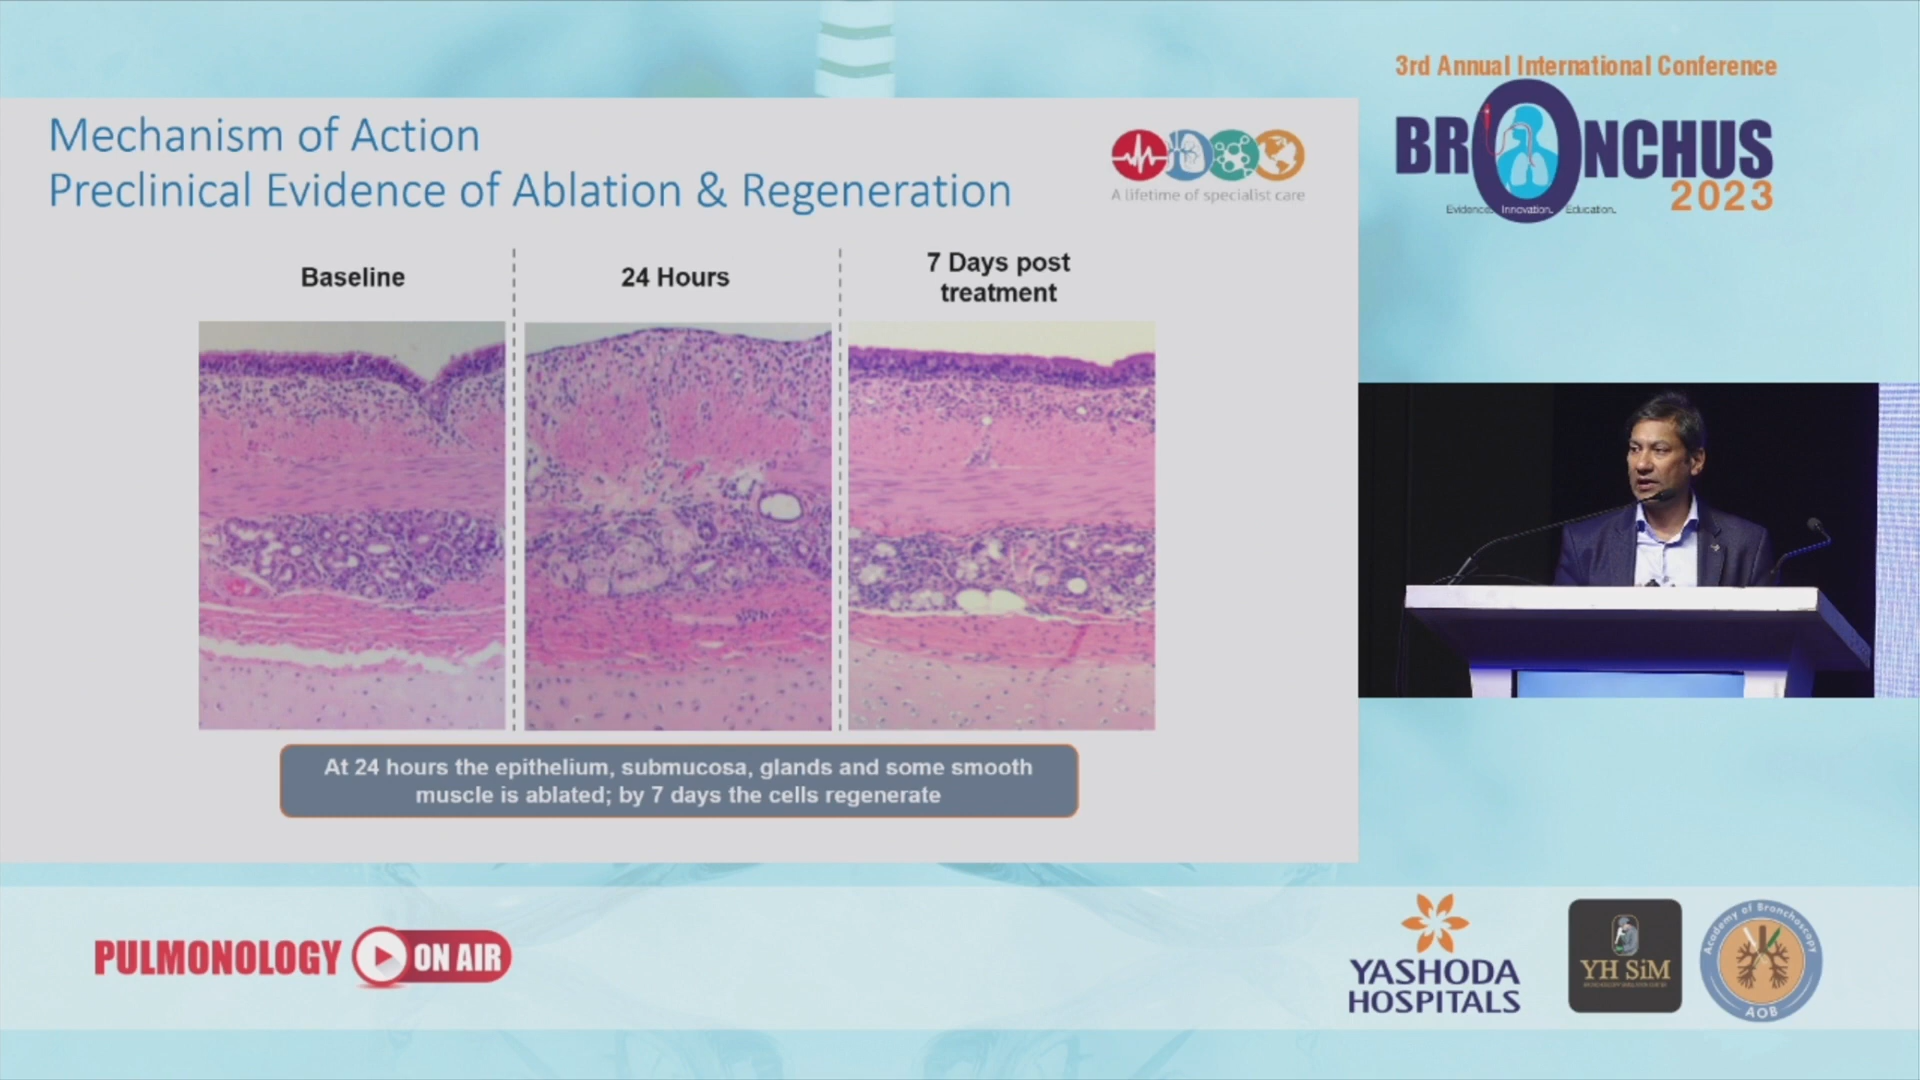 3rd Annual International Conference
BRONCHUS
2023
Evidence. Innovation. Education.
Mechanism of Action
Preclinical Evidence of Ablation & Regeneration
A lifetime of specialist care
Baseline
24 Hours
7 Days post
treatment
At 24 hours the epithelium, submucosa, glands and some smooth
muscle is ablated; by 7 days the cells regenerate
PULMONOLOGY ON AIR
YASHODA
HOSPITALS
YH SiM
Academy of Bronchoscopy
AOB